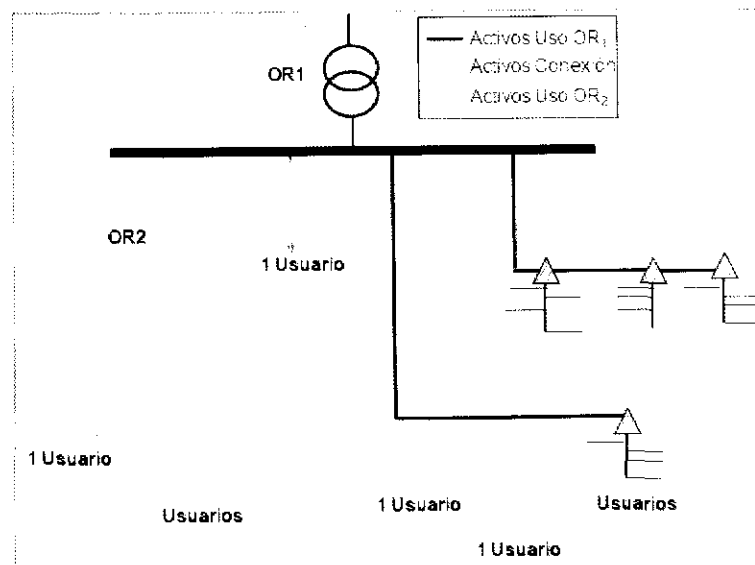 OR1
Activos Uso OR₁
Activos Conexión
Activos Uso OR₂
OR2
1 Usuario
1 Usuario
Usuarios
1 Usuario
Usuarios
1 Usuario